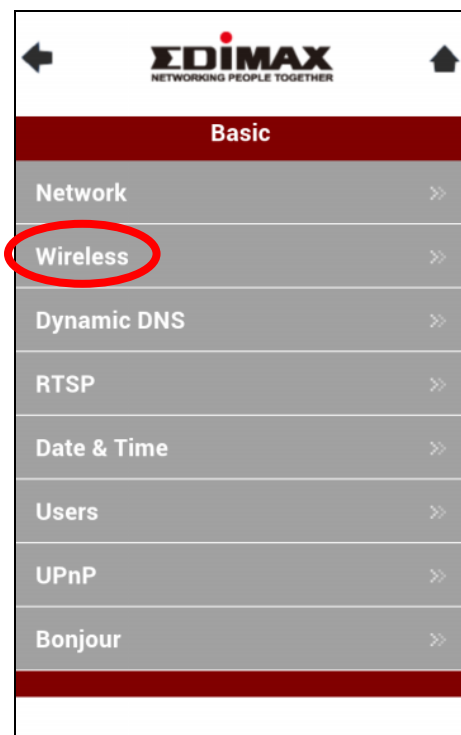 EDiMAX
NETWORKING PEOPLE TOGETHER
Basic
Network
Wireless
Dynamic DNS
RTSP
Date & Time
Users
UPnP
Bonjour